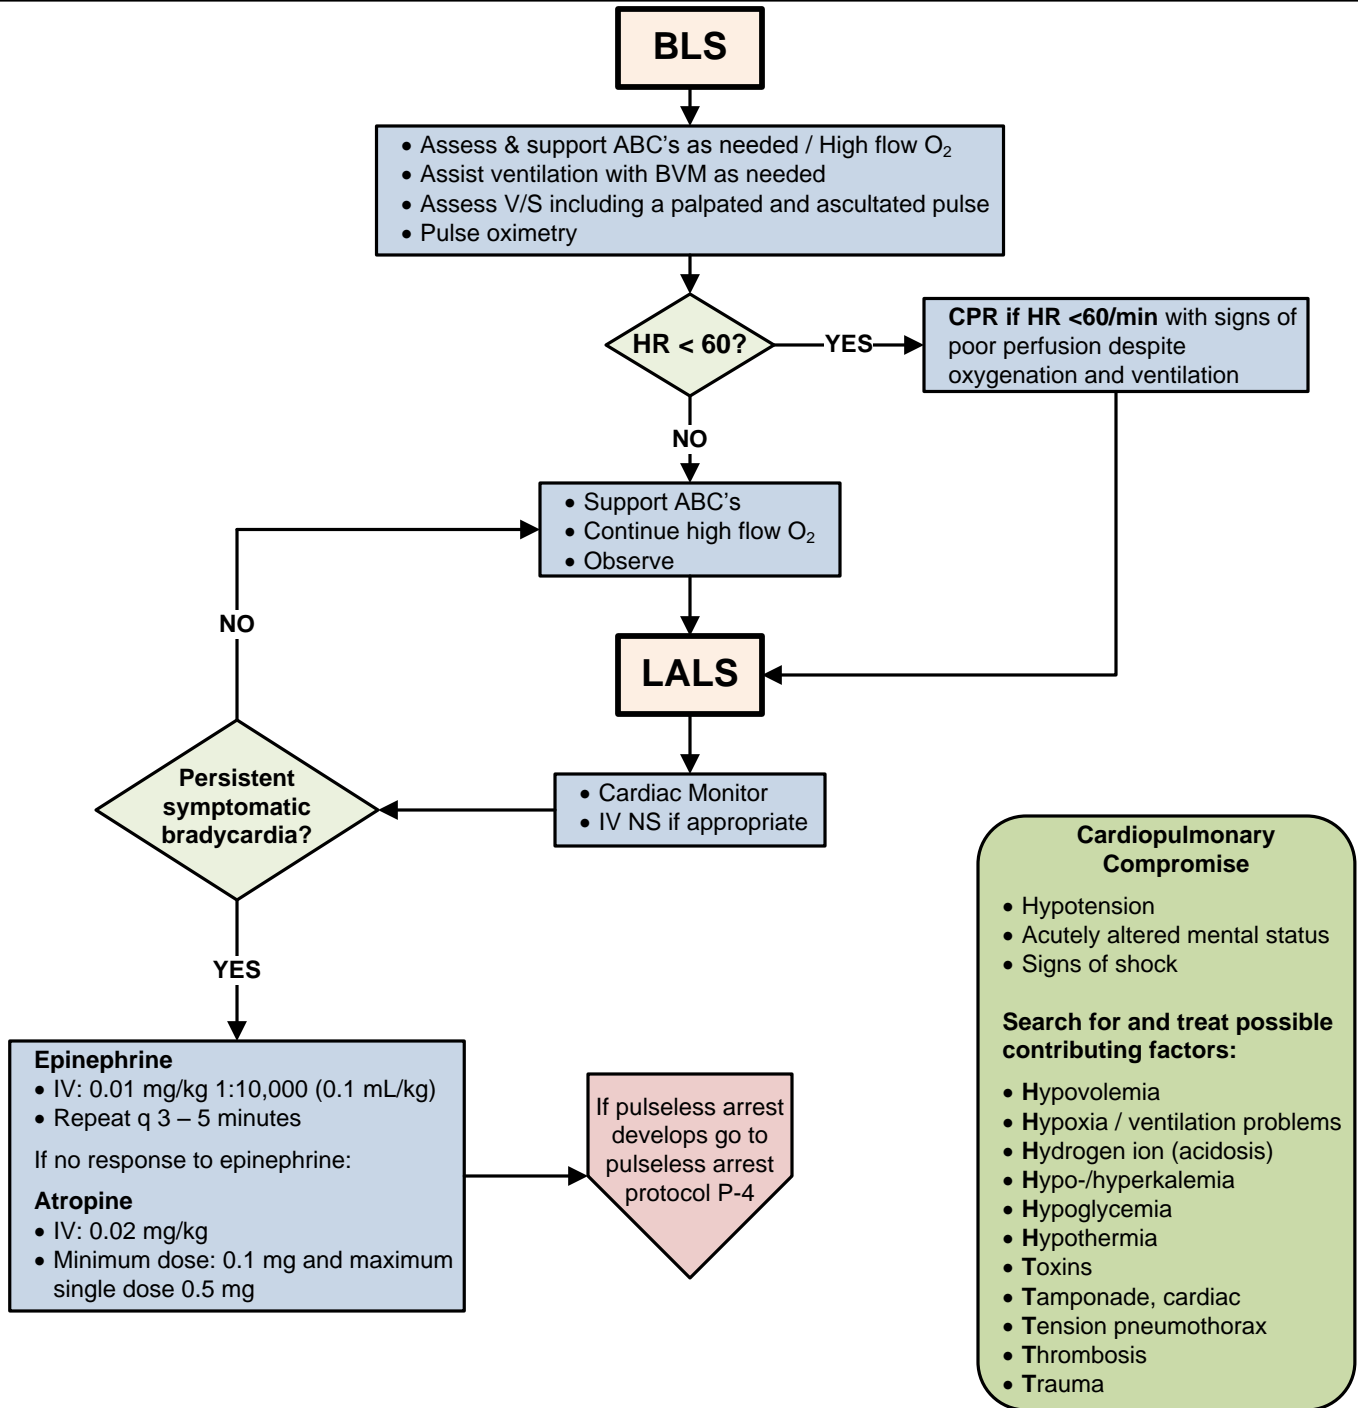 BLS
• Assess & support ABC's as needed / High flow O₂
• Assist ventilation with BVM as needed
• Assess V/S including a palpated and ascultated pulse
• Pulse oximetry
HR < 60?
YES
CPR if HR <60/min with signs of
poor perfusion despite
oxygenation and ventilation
NO
• Support ABC's
• Continue high flow O₂
• Observe
NO
LALS
• Cardiac Monitor
• IV NS if appropriate
Persistent
symptomatic
bradycardia?
YES
Epinephrine
• IV: 0.01 mg/kg 1:10,000 (0.1 mL/kg)
• Repeat q 3 – 5 minutes
If no response to epinephrine:
Atropine
• IV: 0.02 mg/kg
• Minimum dose: 0.1 mg and maximum
single dose 0.5 mg
If pulseless arrest
develops go to
pulseless arrest
protocol P-4
Cardiopulmonary
Compromise
• Hypotension
• Acutely altered mental status
• Signs of shock
Search for and treat possible
contributing factors:
• Hypovolemia
• Hypoxia / ventilation problems
• Hydrogen ion (acidosis)
• Hypo-/hyperkalemia
• Hypoglycemia
• Hypothermia
• Toxins
• Tamponade, cardiac
• Tension pneumothorax
• Thrombosis
• Trauma